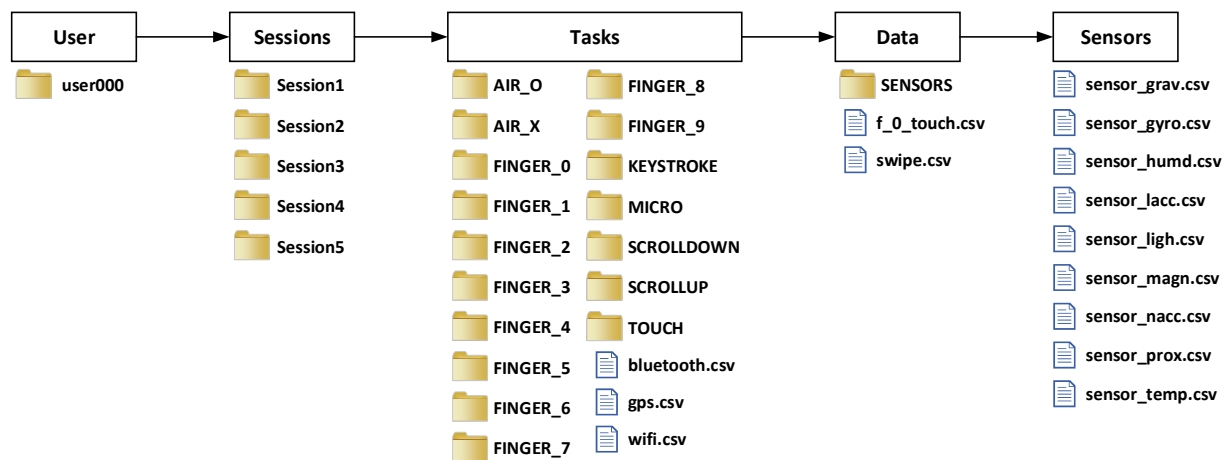 User
Sessions
Tasks
Data
Sensors
user000
Session1
Session2
Session3
Session4
Session5
AIR_O
AIR_X
FINGER_0
FINGER_1
FINGER_2
FINGER_3
FINGER_4
FINGER_5
FINGER_6
FINGER_7
FINGER_8
FINGER_9
KEYSTROKE
MICRO
SCROLLDOWN
SCROLLUP
TOUCH
bluetooth.csv
gps.csv
wifi.csv
SENSORS
f_0_touch.csv
swipe.csv
sensor_grav.csv
sensor_gyro.csv
sensor_humd.csv
sensor_lacc.csv
sensor_ligh.csv
sensor_magn.csv
sensor_nacc.csv
sensor_prox.csv
sensor_temp.csv